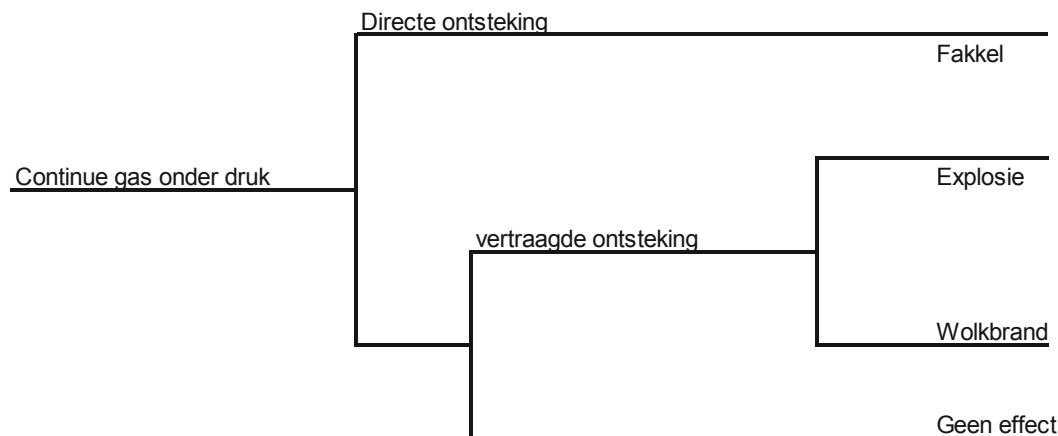 Directe ontsteking
Fakkel
Continue gas onder druk
Explosie
vertraagde ontsteking
Wolkbrand
Geen effect